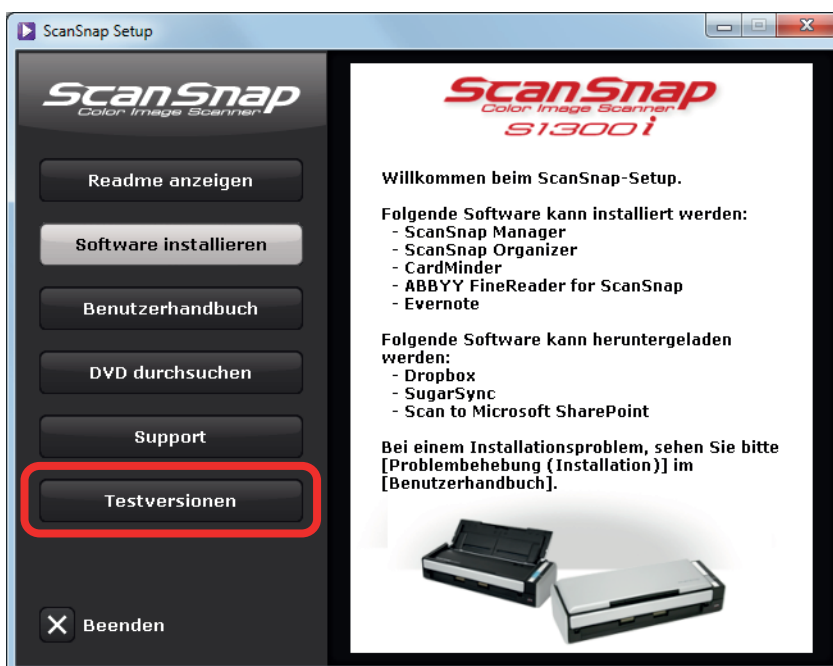 ScanSnap Setup
ScanSnap
Color Image Scanner
Readme anzeigen
Software installieren
Benutzerhandbuch
DVD durchsuchen
Support
Testversionen
Beenden
ScanSnap
Color Image Scanner
S1300i
Willkommen beim ScanSnap-Setup.
Folgende Software kann installiert werden:
- ScanSnap Manager
- ScanSnap Organizer
- CardMinder
- ABBYY FineReader for ScanSnap
- Evernote
Folgende Software kann heruntergeladen
werden:
- Dropbox
- SugarSync
- Scan to Microsoft SharePoint
Bei einem Installationsproblem, sehen Sie bitte
[Problembehebung (Installation)] im
[Benutzerhandbuch].